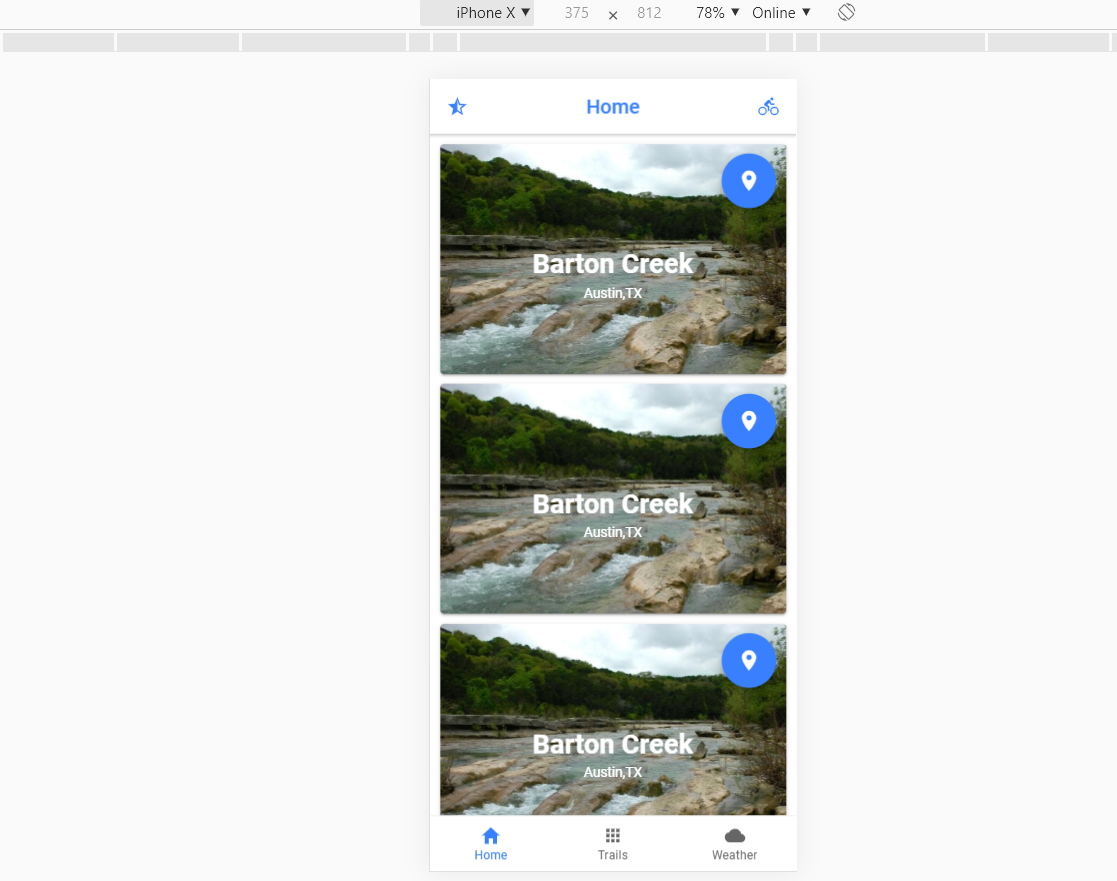 iPhone X ▼ 375 × 812 78% ▼ Online ▼
Home
Barton Creek
Austin,TX
Barton Creek
Austin,TX
Barton Creek
Austin,TX
Home Trails Weather